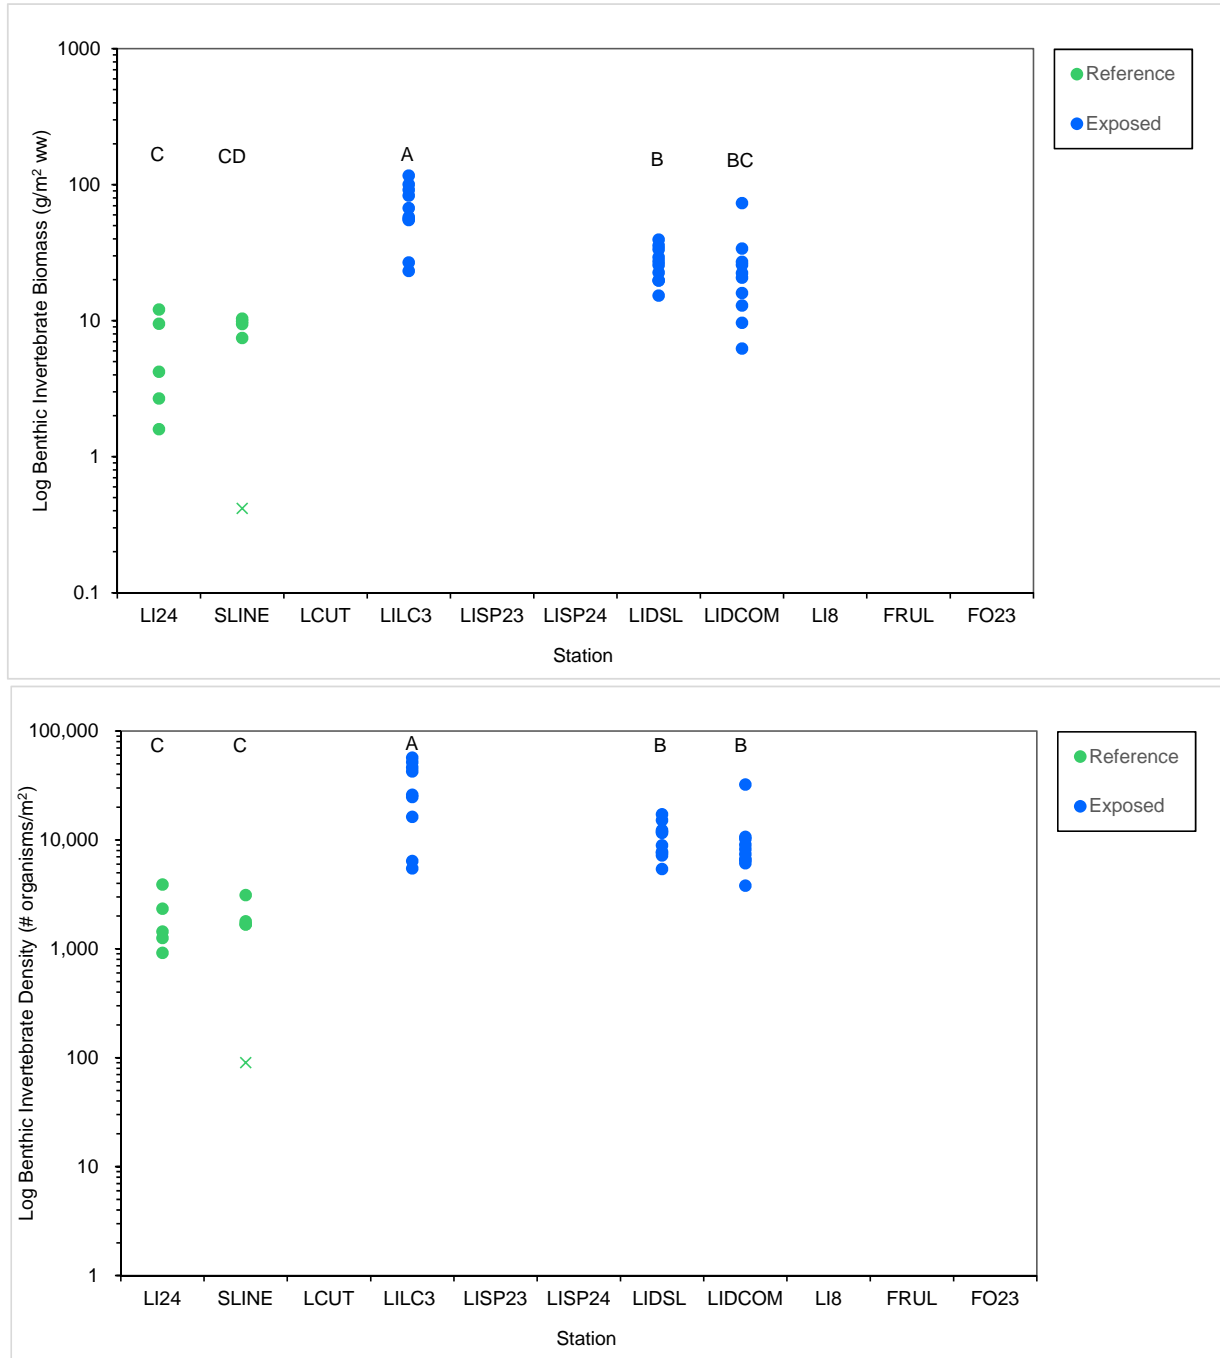 1000
100
10
1
0.1
Log Benthic Invertebrate Biomass (g/m² ww)
C CD A B BC
LI24 SLINE LCUT LILC3 LISP23 LISP24 LIDSL LIDCOM LI8 FRUL FO23
Station
Reference
Exposed
100,000
10,000
1,000
100
10
1
Log Benthic Invertebrate Density (# organisms/m²)
C C A B B
LI24 SLINE LCUT LILC3 LISP23 LISP24 LIDSL LIDCOM LI8 FRUL FO23
Station
Reference
Exposed